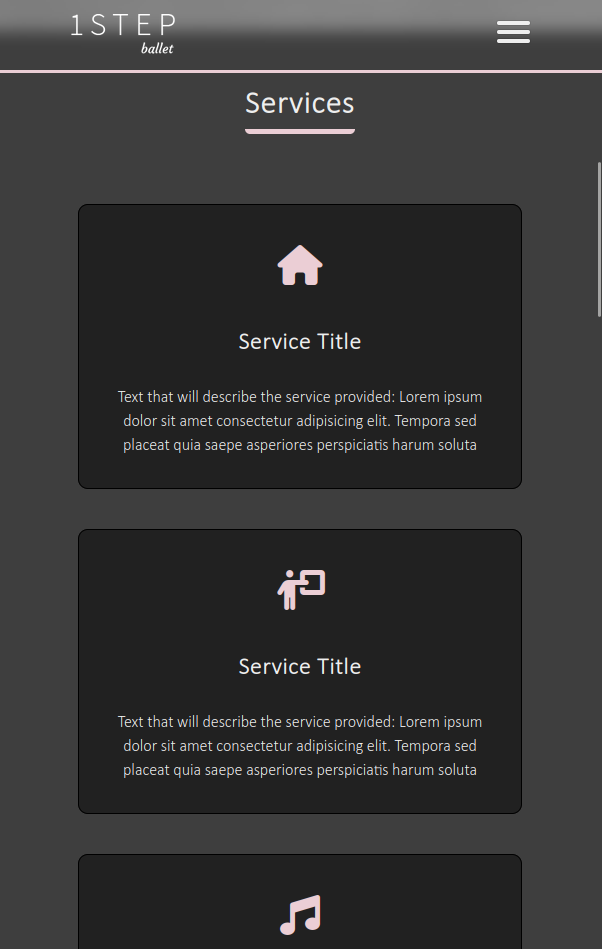 1STEP
ballet
Services
Service Title
Text that will describe the service provided: Lorem ipsum
dolor sit amet consectetur adipisicing elit. Tempora sed
placeat quia saepe asperiores perspiciatis harum soluta
Service Title
Text that will describe the service provided: Lorem ipsum
dolor sit amet consectetur adipisicing elit. Tempora sed
placeat quia saepe asperiores perspiciatis harum soluta